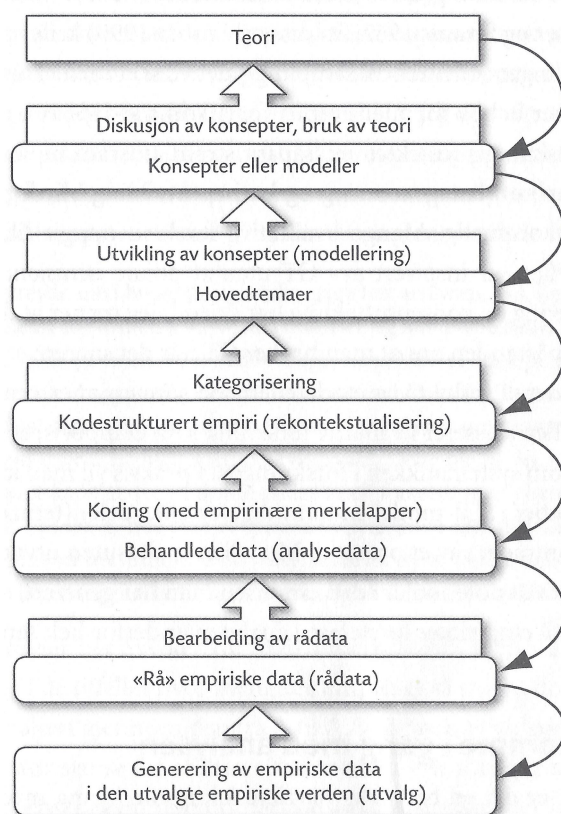 Teori
Diskusjon av konsepter, bruk av teori
Konsepter eller modeller
Utvikling av konsepter (modellering)
Hovedtemaer
Kategorisering
Kodestrukturert empiri (rekontekstualisering)
Koding (med empirinære merkelapper)
Behandlede data (analysedata)
Bearbeiding av rådata
«Rå» empiriske data (rådata)
Generering av empiriske data
i den utvalgte empiriske verden (utvalg)